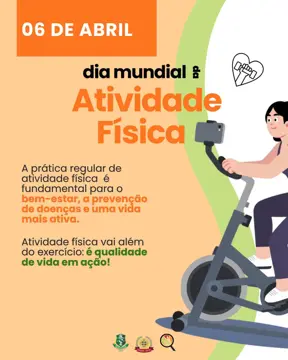 06 DE ABRIL
dia mundial da
Atividade
Física
A prática regular de
atividade física é
fundamental para o
bem-estar, a prevenção
de doenças e uma vida
mais ativa.
Atividade física vai além
do exercício: é qualidade
de vida em ação!